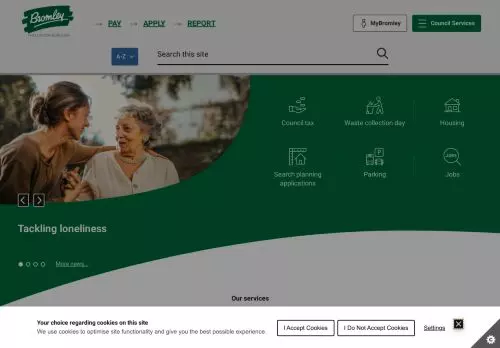 Bromley
→ PAY → APPLY → REPORT
MyBromley
Council Services
A-Z
Search this site
Council tax
Waste collection day
Housing
P
JOBS
Search planning
applications
Parking
Jobs
Tackling loneliness
More news...
Our services
Your choice regarding cookies on this site
We use cookies to optimise site functionality and give you the best possible experience.
I Accept Cookies
I Do Not Accept Cookies
Settings